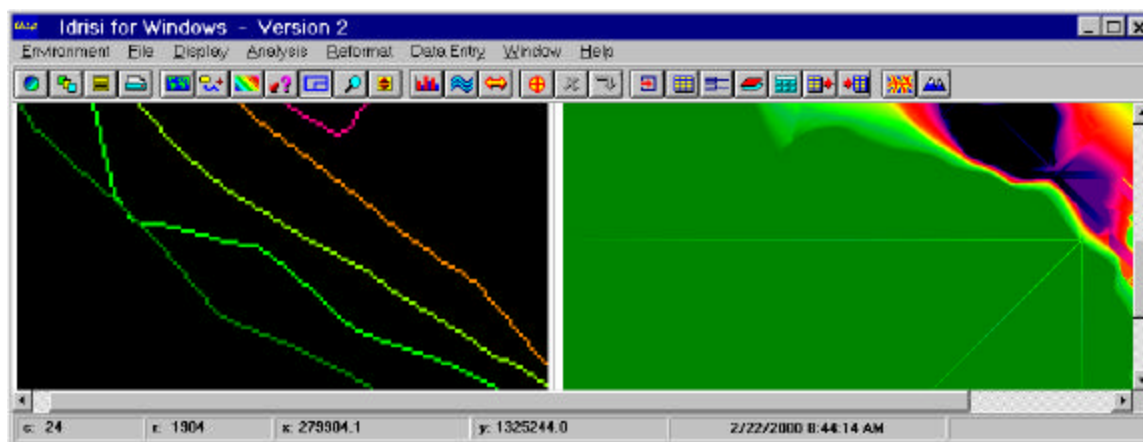 Idrisi for Windows - Version 2
Environment File Display Analysis Reformat Data Entry Window Help
c: 24 r: 1904 x: 279904.1 y: 1325244.0 2/22/2000 8:44:14 AM